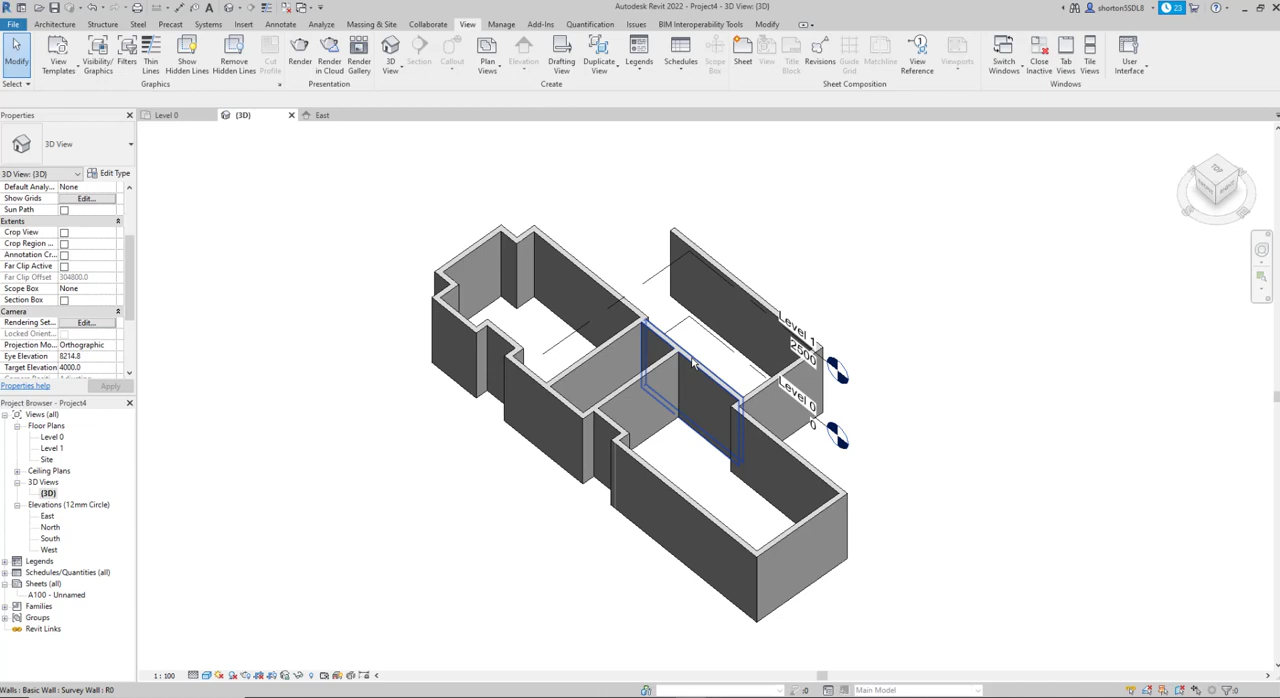 Autodesk Revit 2022 - Project4 - 3D View: {3D}
shorton5SDL8
23
File Architecture Structure Steel Precast Systems Insert Annotate Analyze Massing & Site Collaborate View Manage Add-Ins Quantification Issues BIM Interoperability Tools Modify
Modify
View Templates
Visibility/ Graphics
Filters
Thin Lines
Show Hidden Lines
Remove Hidden Lines
Cut Profile
Render
Render in Cloud
Render Gallery
3D View
Section
Callout
Plan Views
Elevation
Drafting View
Duplicate View
Legends
Schedules
Scope Box
Sheet
View
Title Block
Revisions
Guide Grid
Matchline
View Reference
Viewports
Switch Windows
Close Inactive
Tab Views
Tile Views
User Interface
Select
Graphics
Presentation
Create
Sheet Composition
Windows
Properties
Level 0
{3D}
East
3D View
3D View: {3D}
Edit Type
Default Analy... None
Show Grids Edit...
Sun Path
Extents
Crop View
Crop Region ...
Annotation Cr...
Far Clip Active
Far Clip Offset 304800.0
Scope Box None
Section Box
Camera
Rendering Set... Edit...
Locked Orient...
Projection Mo... Orthographic
Eye Elevation 8214.8
Target Elevation 4000.0
Properties help
Apply
Project Browser - Project4
Views (all)
Floor Plans
Level 0
Level 1
Site
Ceiling Plans
3D Views
{3D}
Elevations (12mm Circle)
East
North
South
West
Legends
Schedules/Quantities (all)
Sheets (all)
A100 - Unnamed
Families
Groups
Revit Links
TOP
Level 1
2500
Level 0
0
1 : 100
Walls : Basic Wall : Survey Wall : R0
:0
Main Model
:0